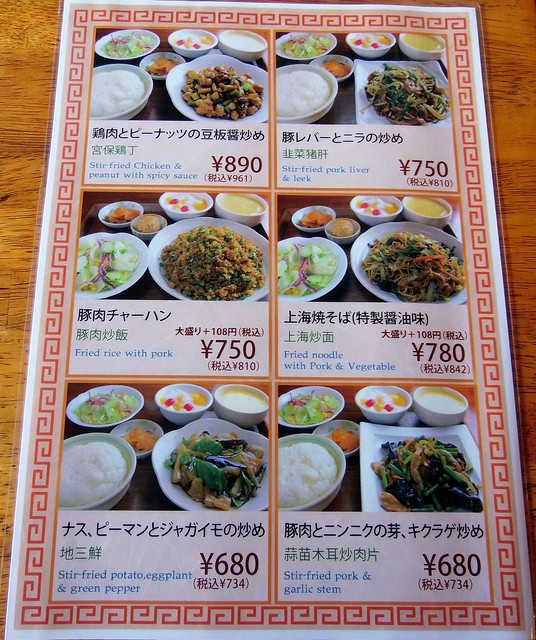 鶏肉とピーナッツの豆板醤炒め
宮保鶏丁
Stir-fried Chicken &
peanut with spicy sauce
¥890
(税込¥961)
豚レバーとニラの炒め
韭菜猪肝
Stir-fried pork liver
& leek
¥750
(税込¥810)
豚肉チャーハン
豚肉炒飯
Fried rice with pork
大盛り+108円(税込)
¥750
(税込¥810)
上海焼そば(特製醤油味)
上海炒面
Fried noodle
with Pork & Vegetable
大盛り+108円(税込)
¥780
(税込¥842)
ナス、ピーマンとジャガイモの炒め
地三鮮
Stir-fried potato,eggplant
& green pepper
¥680
(税込¥734)
豚肉とニンニクの芽、キクラゲ炒め
蒜苗木耳炒肉片
Stir-fried pork &
garlic stem
¥680
(税込¥734)